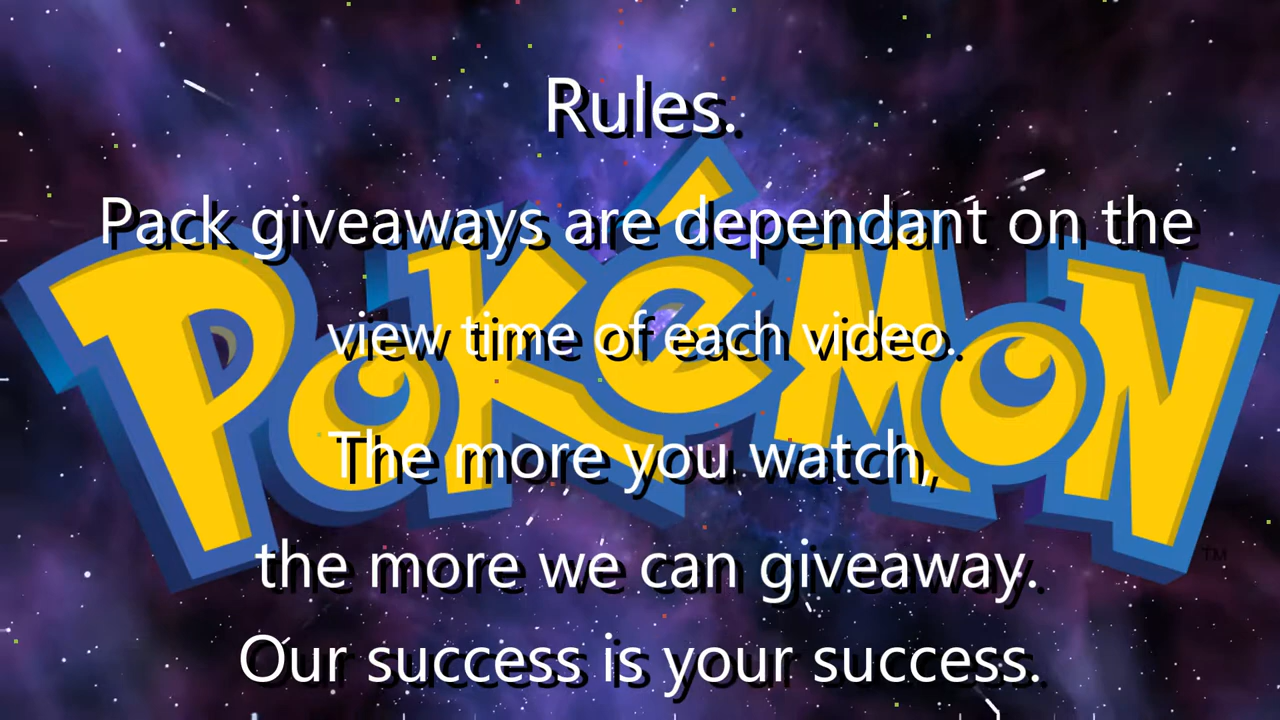 Rules.
Pack giveaways are dependant on the
POKéMON
view time of each video.
The more you watch,
the more we can giveaway.
TM
Our success is your success.